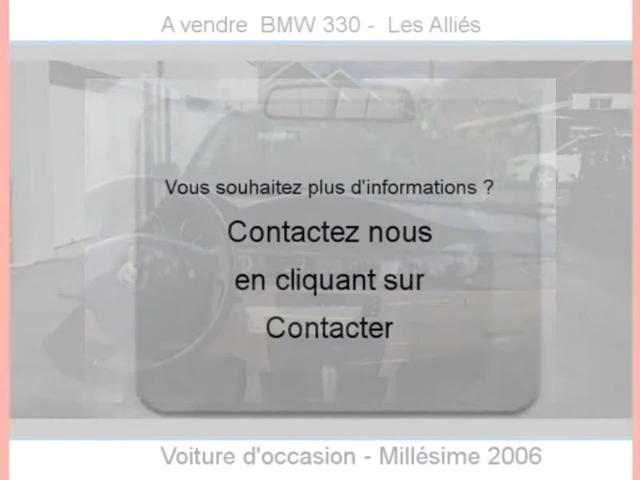 A vendre BMW 330 - Les Alliés
Vous souhaitez plus d'informations ?
Contactez nous
en cliquant sur
Contacter
Voiture d'occasion - Millésime 2006